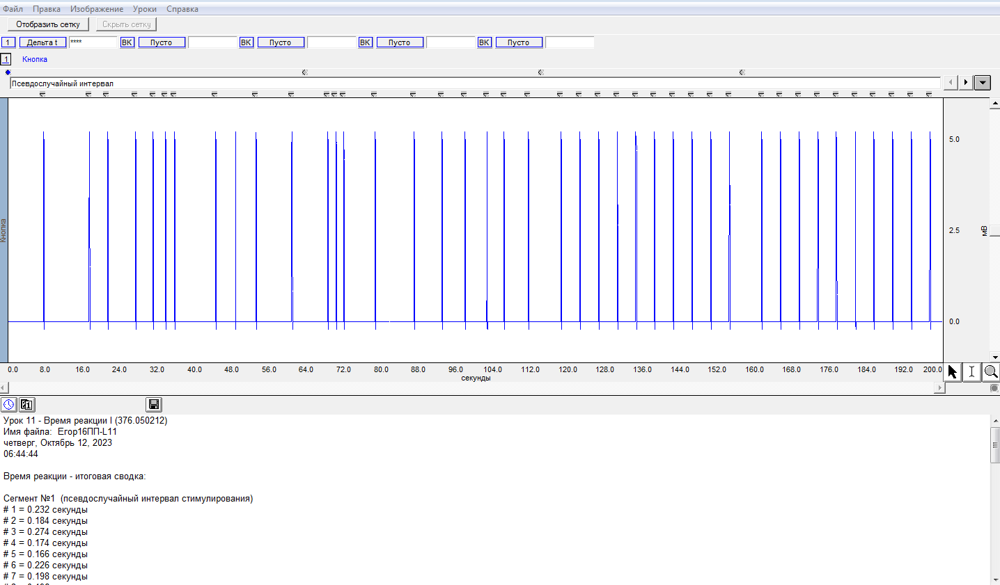 Файл Правка Изображение Уроки Справка
Отобразить сетку Скрыть сетку
1 Дельта t **** ВК Пусто ВК Пусто ВК Пусто ВК Пусто
1 Кнопка
Псевдослучайный интервал
Кнопка
5.0
2.5
мВ
0.0
0.0 8.0 16.0 24.0 32.0 40.0 48.0 56.0 64.0 72.0 80.0 88.0 96.0 104.0 112.0 120.0 128.0 136.0 144.0 152.0 160.0 168.0 176.0 184.0 192.0 200.0
секунды
Урок 11 - Время реакции I (376.050212)
Имя файла: Егор16ПП-L11
четверг, Октябрь 12, 2023
06:44:44
Время реакции - итоговая сводка:
Сегмент №1 (псевдослучайный интервал стимулирования)
# 1 = 0.232 секунды
# 2 = 0.184 секунды
# 3 = 0.274 секунды
# 4 = 0.174 секунды
# 5 = 0.166 секунды
# 6 = 0.226 секунды
# 7 = 0.198 секунды